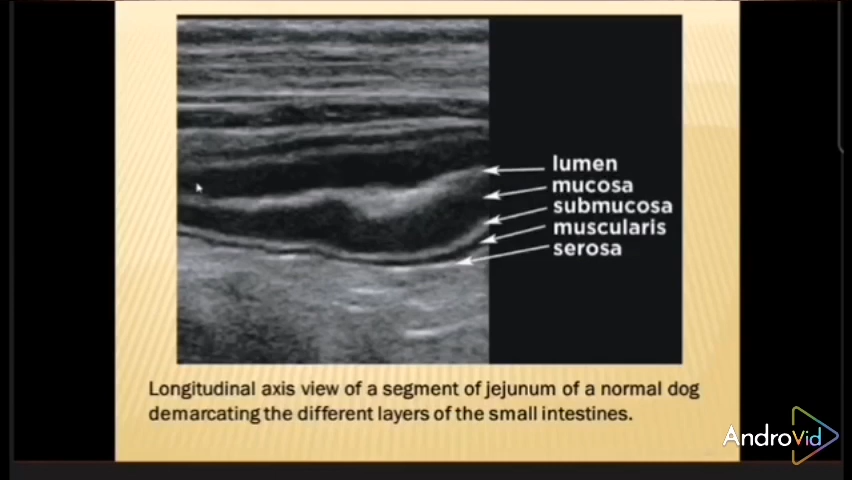 lumen
mucosa
submucosa
muscularis
serosa
Longitudinal axis view of a segment of jejunum of a normal dog
demarcating the different layers of the small intestines.
AndroVid